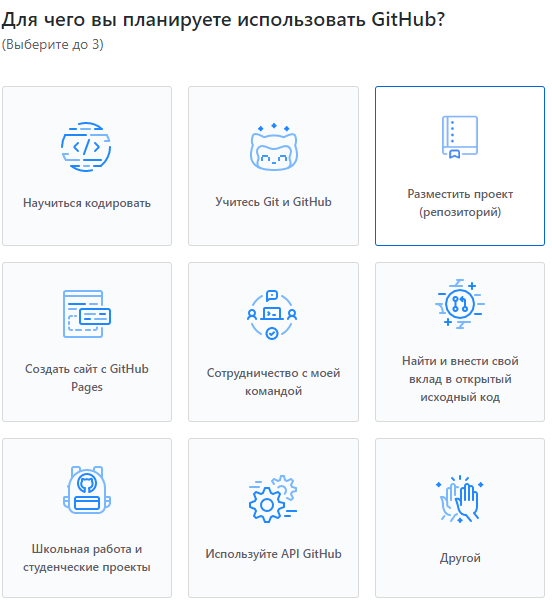 Для чего вы планируете использовать GitHub?
(Выберите до 3)
Научиться кодировать
Учитесь Git и GitHub
Разместить проект
(репозиторий)
Создать сайт с GitHub
Pages
Сотрудничество с моей
командой
Найти и внести свой
вклад в открытый
исходный код
Школьная работа и
студенческие проекты
Используйте API GitHub
Другой